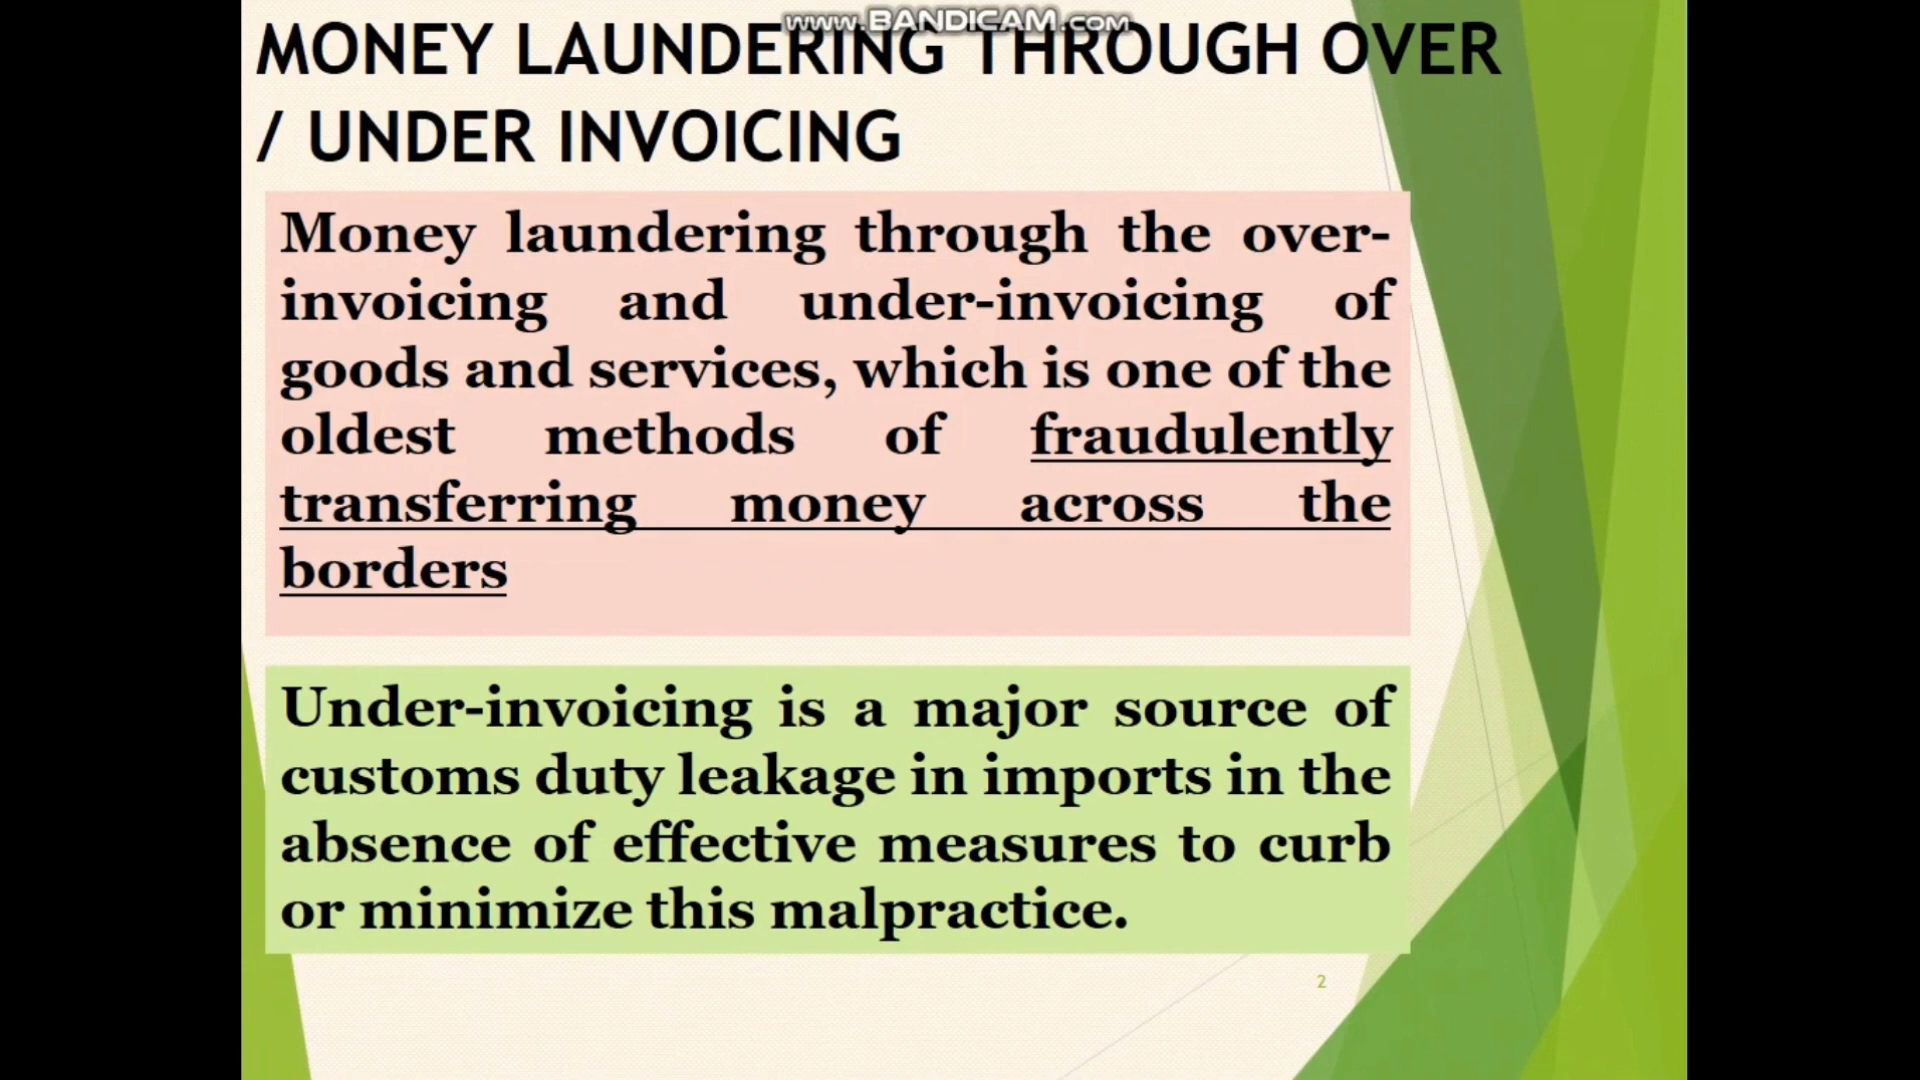 www.BANDICAM.com
MONEY LAUNDERING THROUGH OVER
/ UNDER INVOICING
Money laundering through the over-
invoicing and under-invoicing of
goods and services, which is one of the
oldest methods of fraudulently
transferring money across the
borders
Under-invoicing is a major source of
customs duty leakage in imports in the
absence of effective measures to curb
or minimize this malpractice.
2